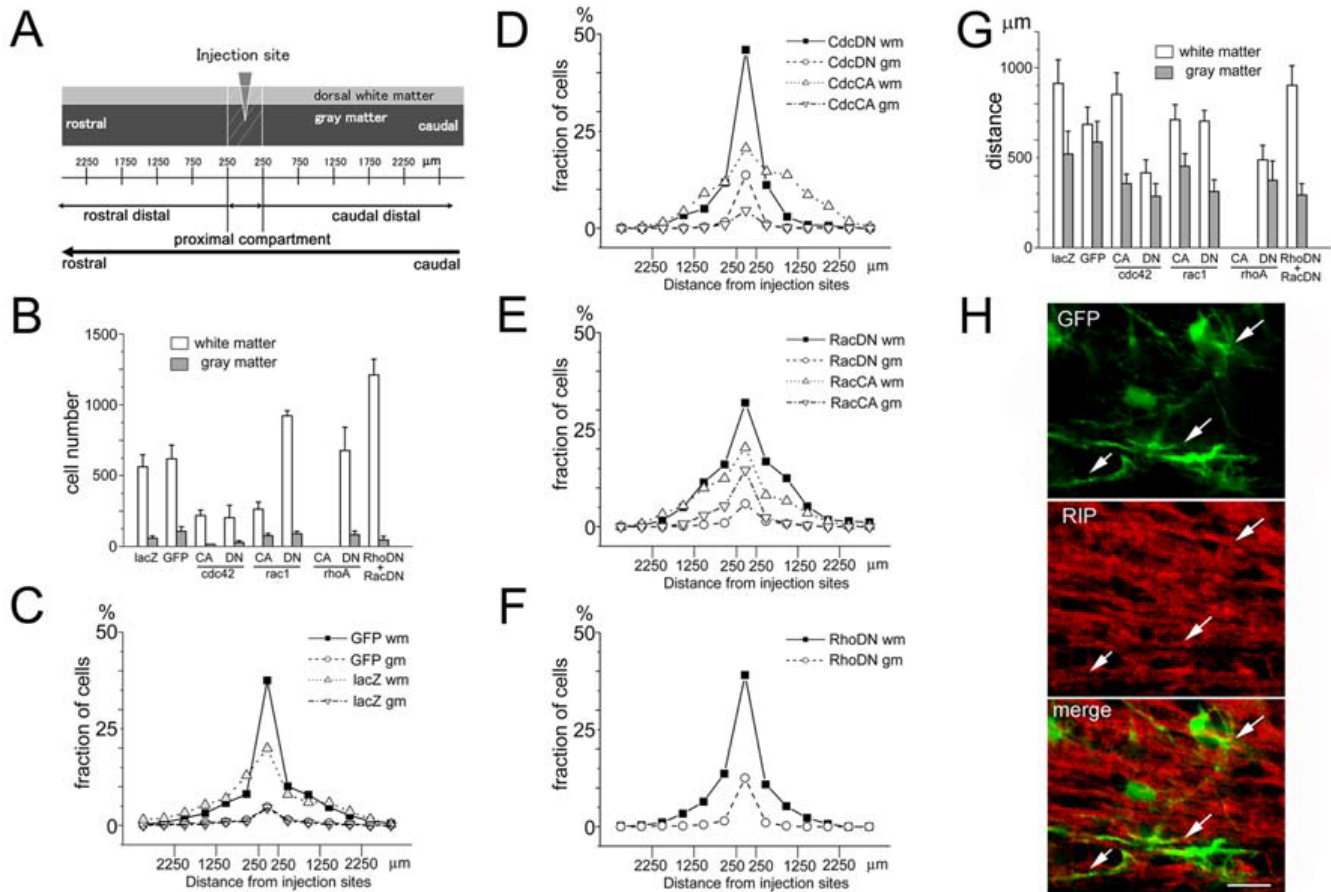 A
Injection site
dorsal white matter
gray matter
rostral
caudal
2250 1750 1250 750 250 250 750 1250 1750 2250 μm
rostral distal
caudal distal
proximal compartment
rostral
caudal
B
1500
1000
500
0
cell number
white matter
gray matter
lacZ GFP CA DN CA DN CA DN RhoDN
cdc42 rac1 rhoA +
RacDN
C
%
50
25
0
fraction of cells
GFP wm
GFP gm
lacZ wm
lacZ gm
2250 1250 250 250 1250 2250 μm
Distance from injection sites
D
%
50
25
0
fraction of cells
CdcDN wm
CdcDN gm
CdcCA wm
CdcCA gm
2250 1250 250 250 1250 2250 μm
Distance from injection sites
E
%
50
25
0
fraction of cells
RacDN wm
RacDN gm
RacCA wm
RacCA gm
2250 1250 250 250 1250 2250 μm
Distance from injection sites
F
%
50
25
0
fraction of cells
RhoDN wm
RhoDN gm
2250 1250 250 250 1250 2250 μm
Distance from injection sites
G
μm
1000
500
0
distance
white matter
gray matter
lacZ GFP CA DN CA DN CA DN RhoDN
cdc42 rac1 rhoA +
RacDN
H
GFP
RIP
merge